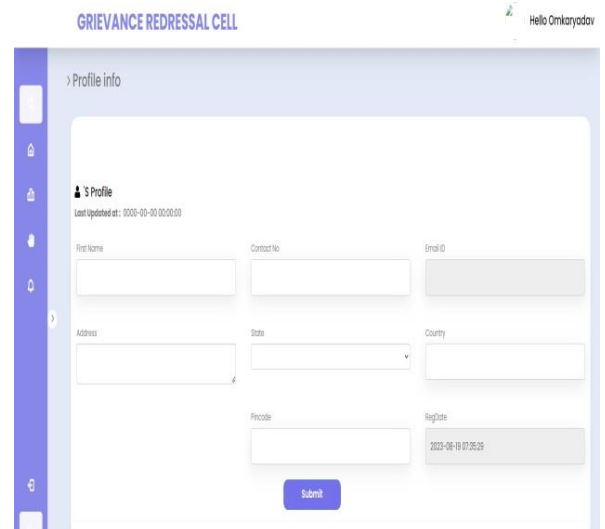 GRIEVANCE REDRESSAL CELL
Hello Omkaryadav
> Profile info
'S Profile
Last Updated at : 0000-00-00 00:00:00
First Name
Contact No
Email ID
Address
State
Country
Pincode
RegDate
2023-08-19 07:35:29
Submit